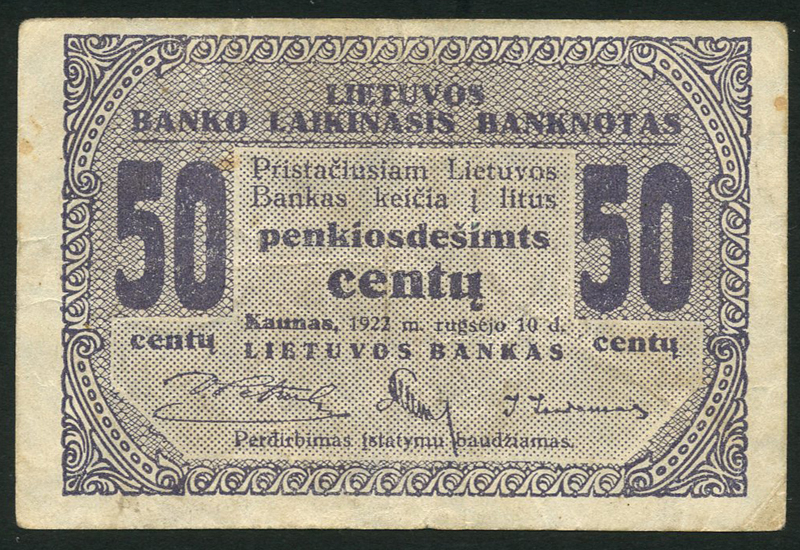 LIETUVOS
BANKO LAIKINASIS BANKNOTAS
50
Pristačiusiam Lietuvos
Bankas keičia į litus
penkiosdešimts
centų
50
centų
Kaunas, 1922 m. rugsėjo 10 d.
LIETUVOS BANKAS
centų
Perdirbimas įstatymu baudžiamas.